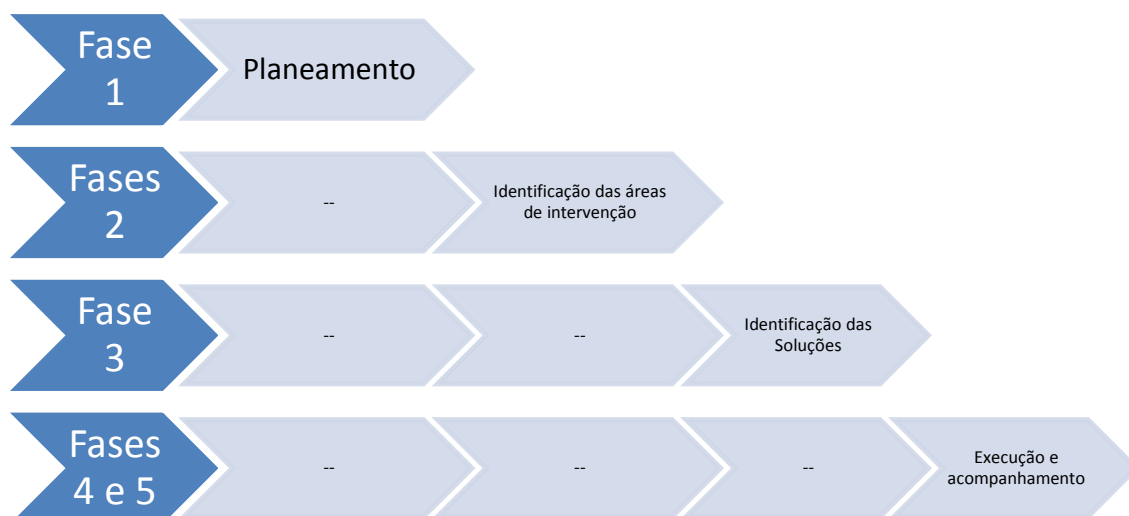 Fase
1
Planeamento
Fases
2
--
Identificação das áreas
de intervenção
Fase
3
--
--
Identificação das
Soluções
Fases
4 e 5
--
--
--
Execução e
acompanhamento